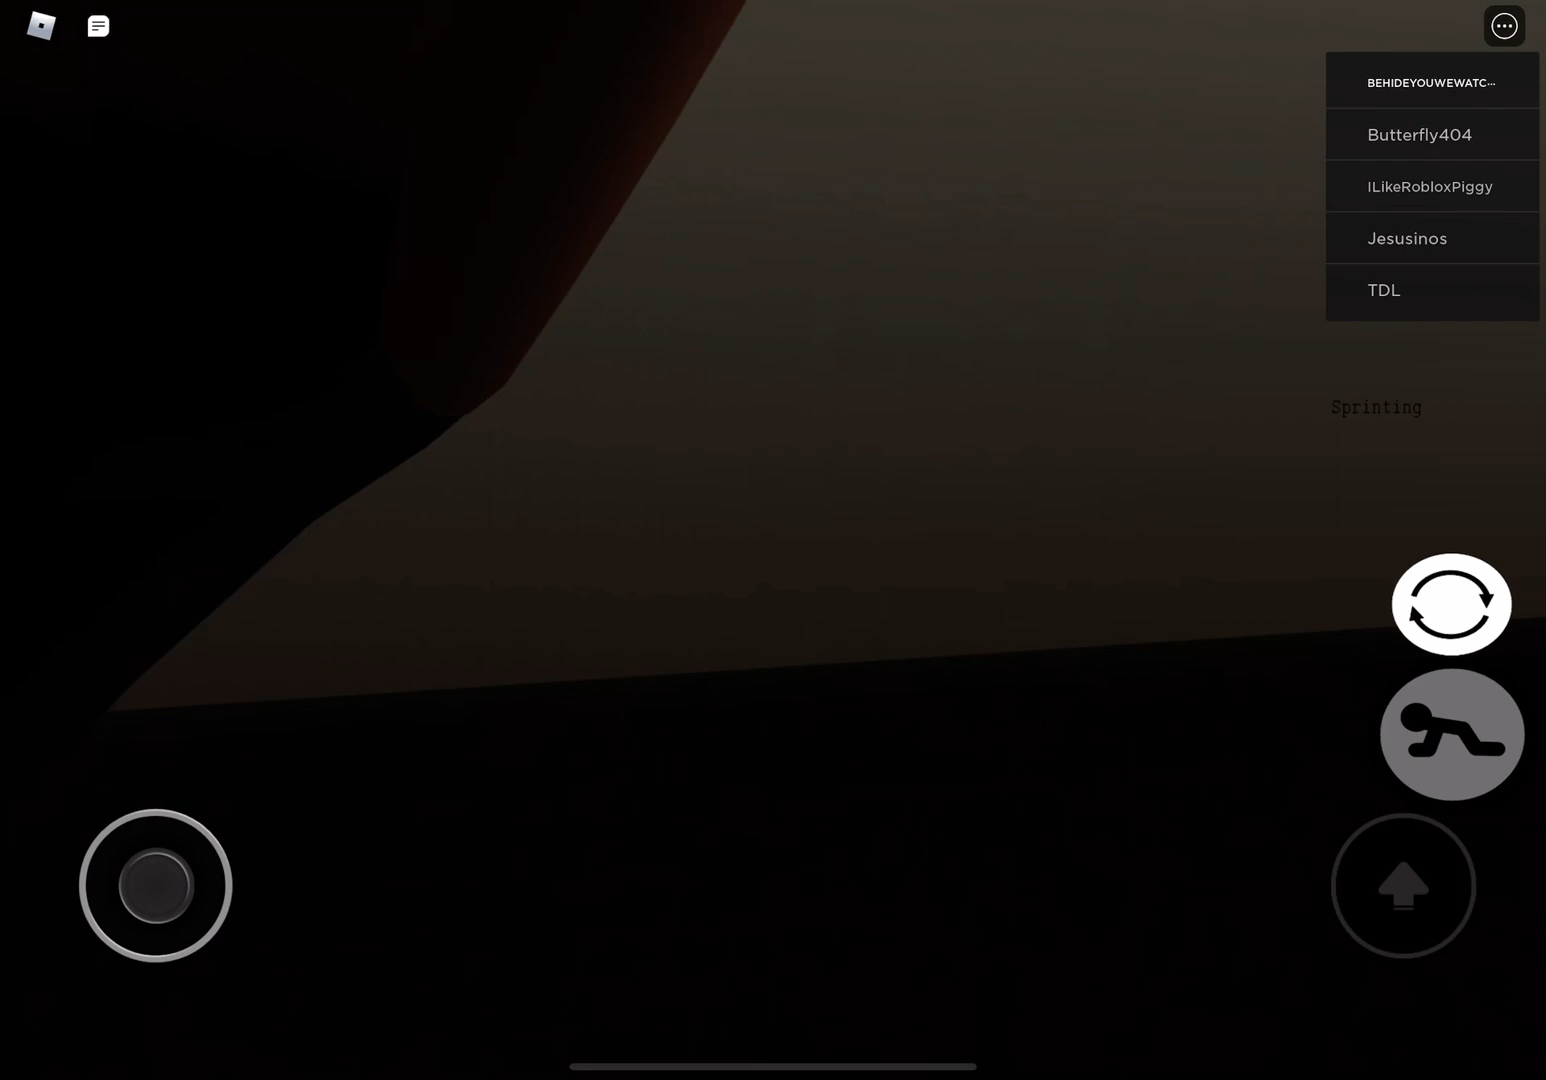 BEHIDEYOUWEWATC...
Butterfly404
ILikeRobloxPiggy
Jesusinos
TDL
Sprinting